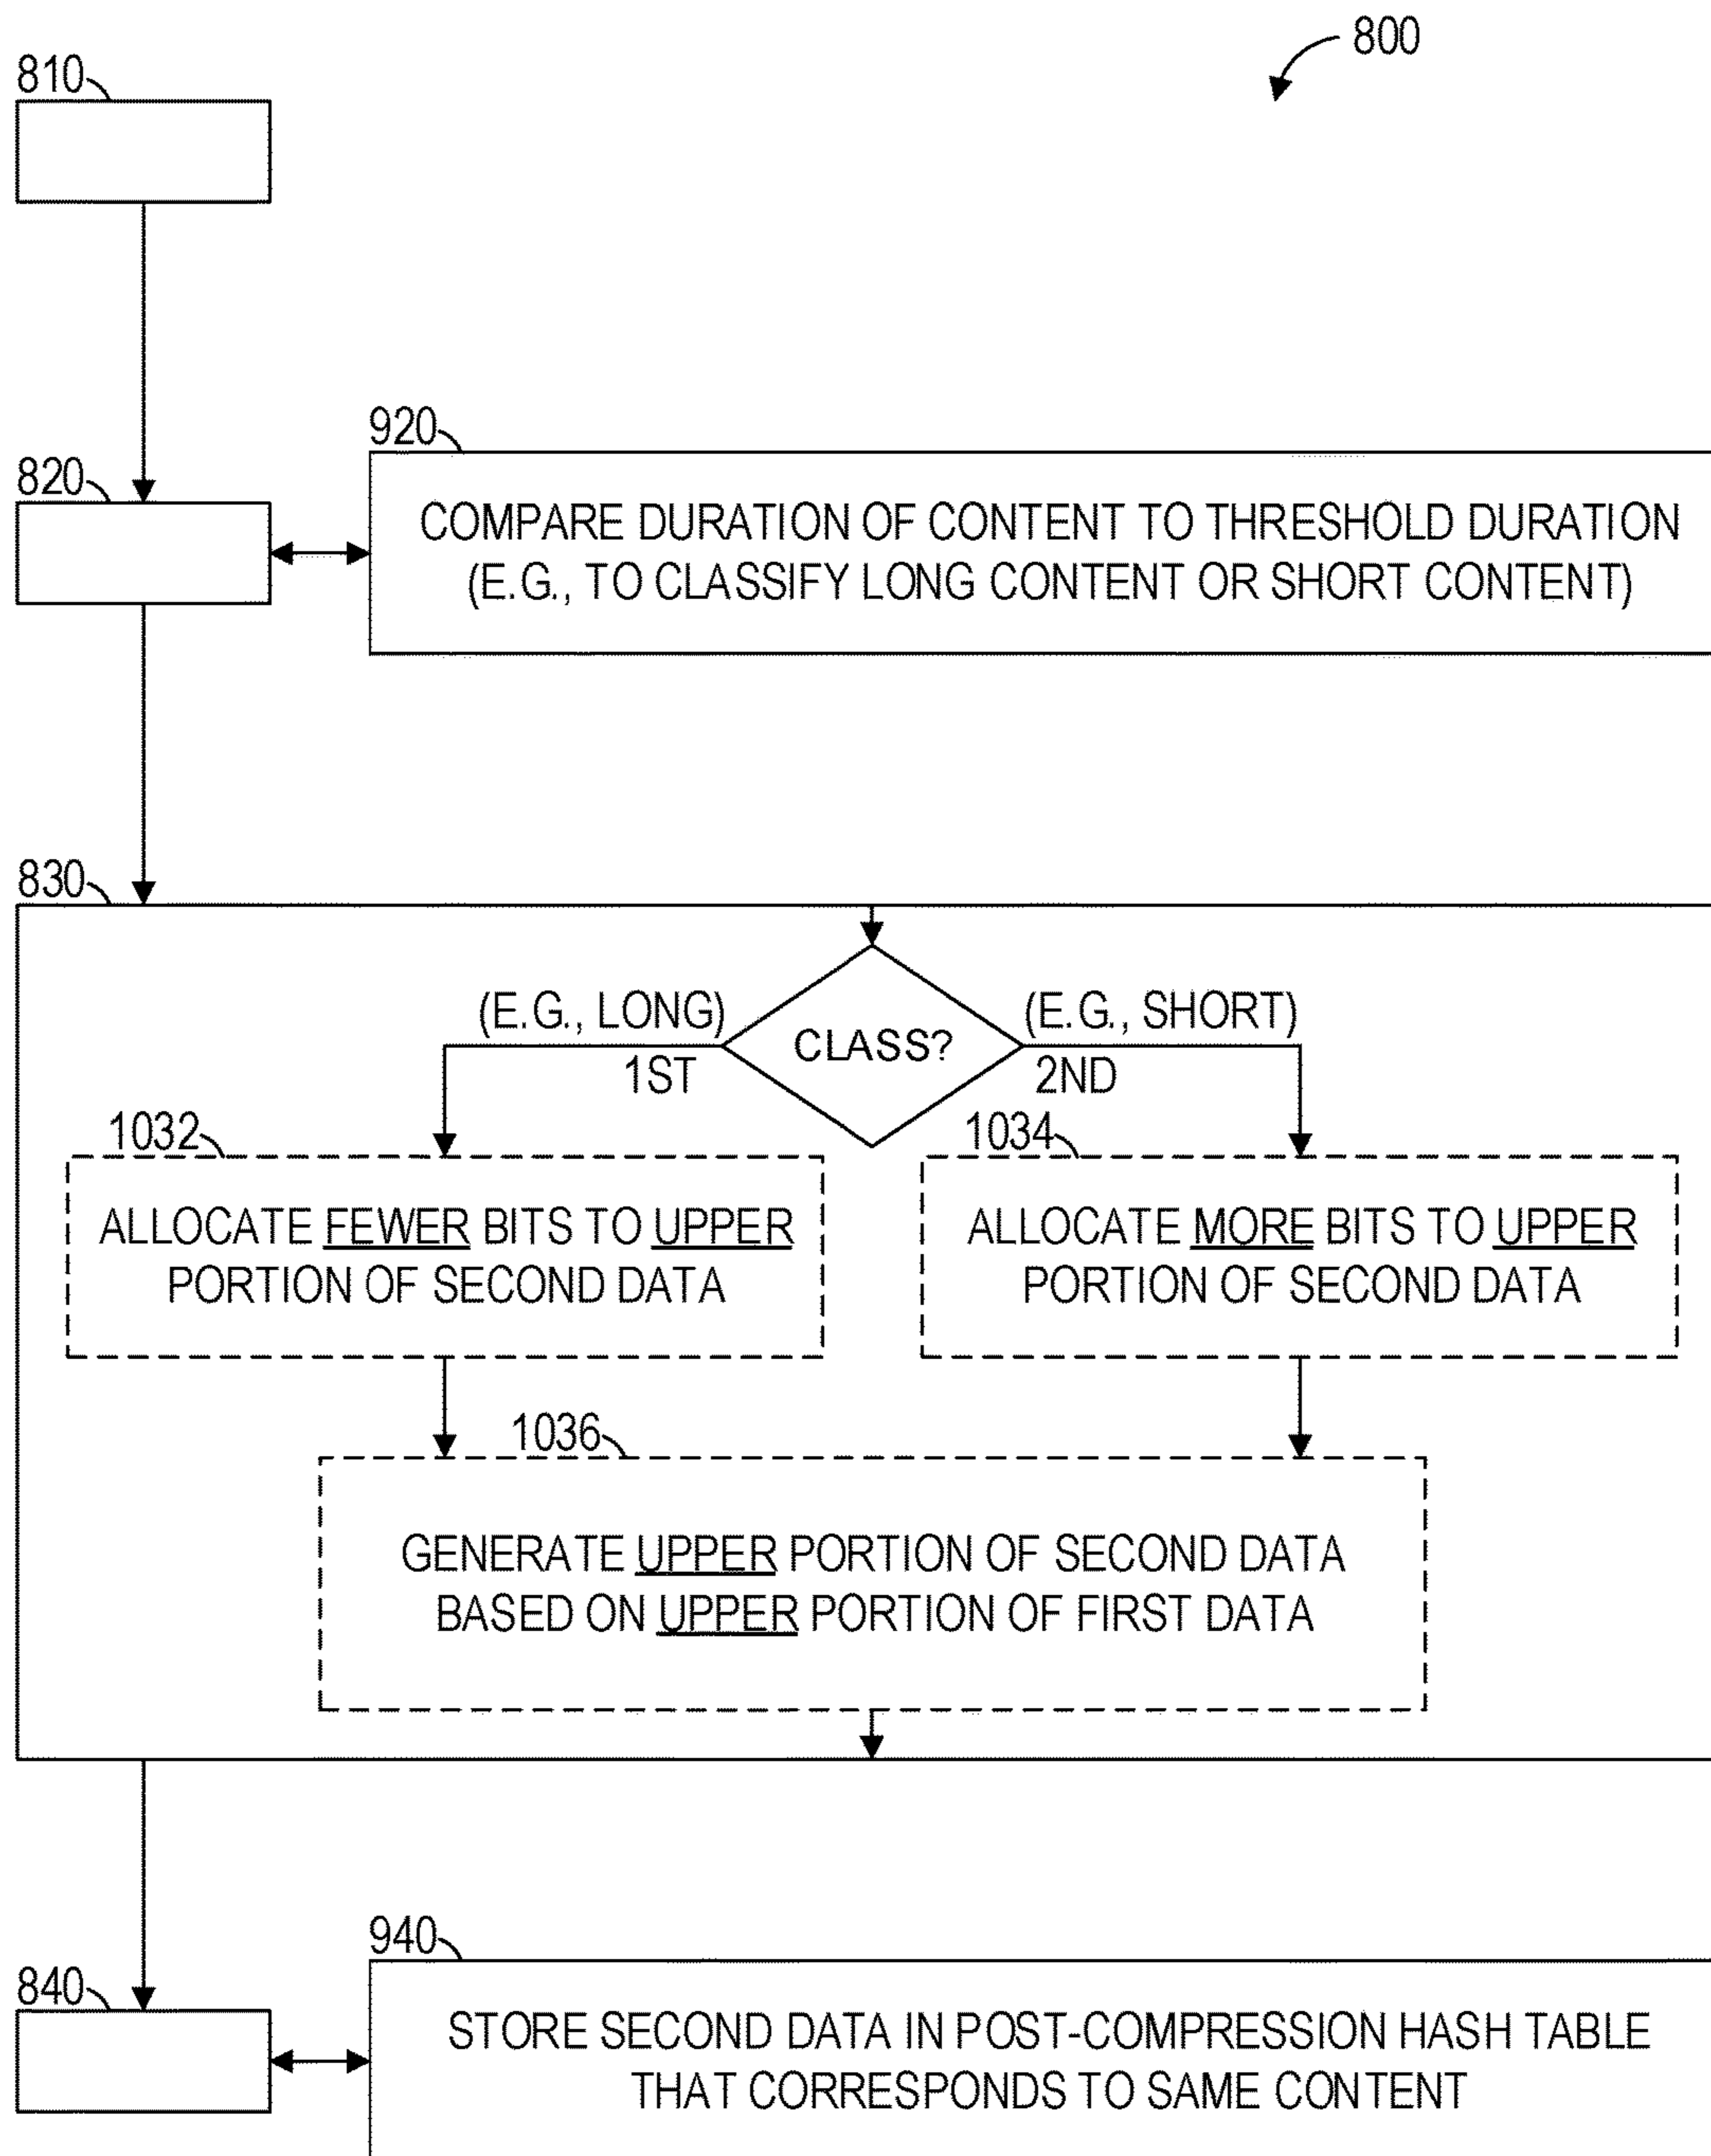 800
810
820
920
COMPARE DURATION OF CONTENT TO THRESHOLD DURATION
(E.G., TO CLASSIFY LONG CONTENT OR SHORT CONTENT)
830
(E.G., LONG)
1ST
CLASS?
(E.G., SHORT)
2ND
1032
ALLOCATE FEWER BITS TO UPPER
PORTION OF SECOND DATA
1034
ALLOCATE MORE BITS TO UPPER
PORTION OF SECOND DATA
1036
GENERATE UPPER PORTION OF SECOND DATA
BASED ON UPPER PORTION OF FIRST DATA
840
940
STORE SECOND DATA IN POST-COMPRESSION HASH TABLE
THAT CORRESPONDS TO SAME CONTENT